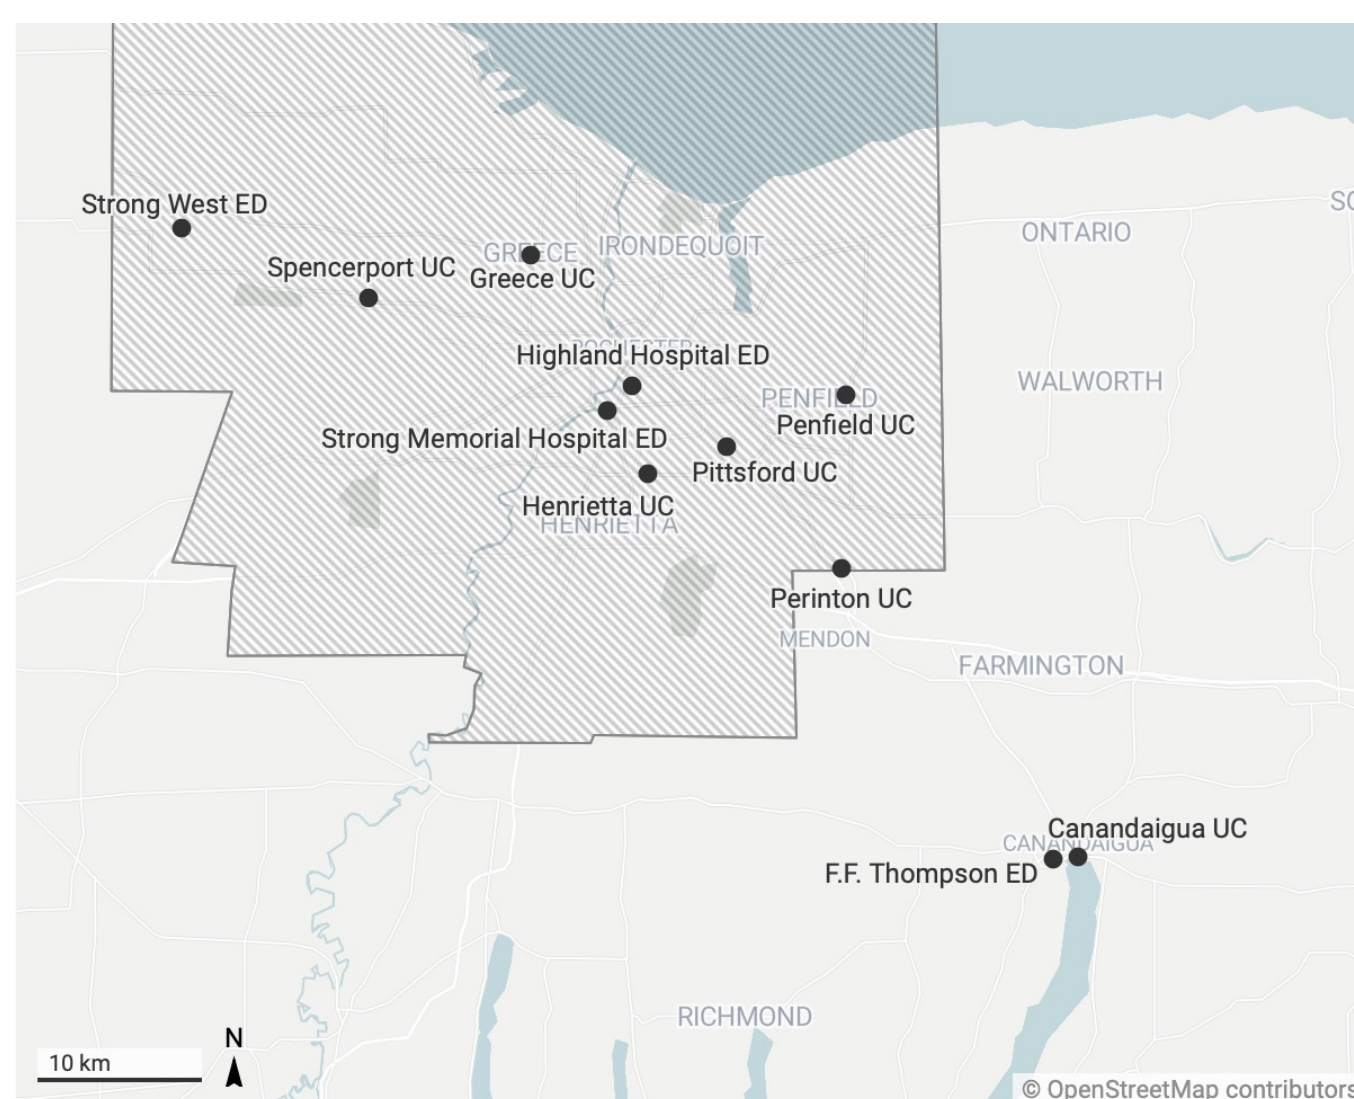 Strong West ED
SC
ONTARIO
GREECE
IRONDEQUOIT
Spencerport UC
Greece UC
ROCHESTER
Highland Hospital ED
WALWORTH
PENFIELD
Penfield UC
Strong Memorial Hospital ED
Pittsford UC
Henrietta UC
HENRIETTA
Perinton UC
MENDON
FARMINGTON
Canandaigua UC
CANANDAIGUA
F.F. Thompson ED
RICHMOND
N
10 km
© OpenStreetMap contributors